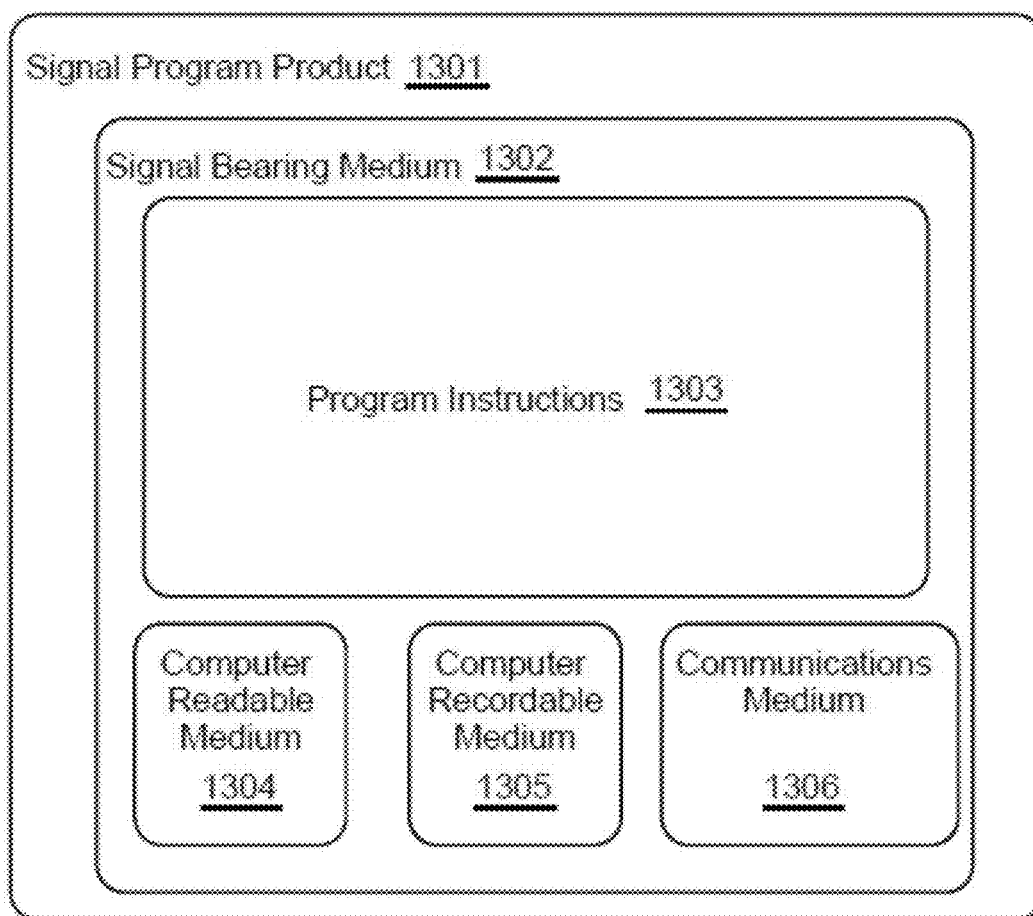 Signal Program Product 1301
Signal Bearing Medium 1302
Program Instructions 1303
Computer
Readable
Medium
1304
Computer
Recordable
Medium
1305
Communications
Medium
1306